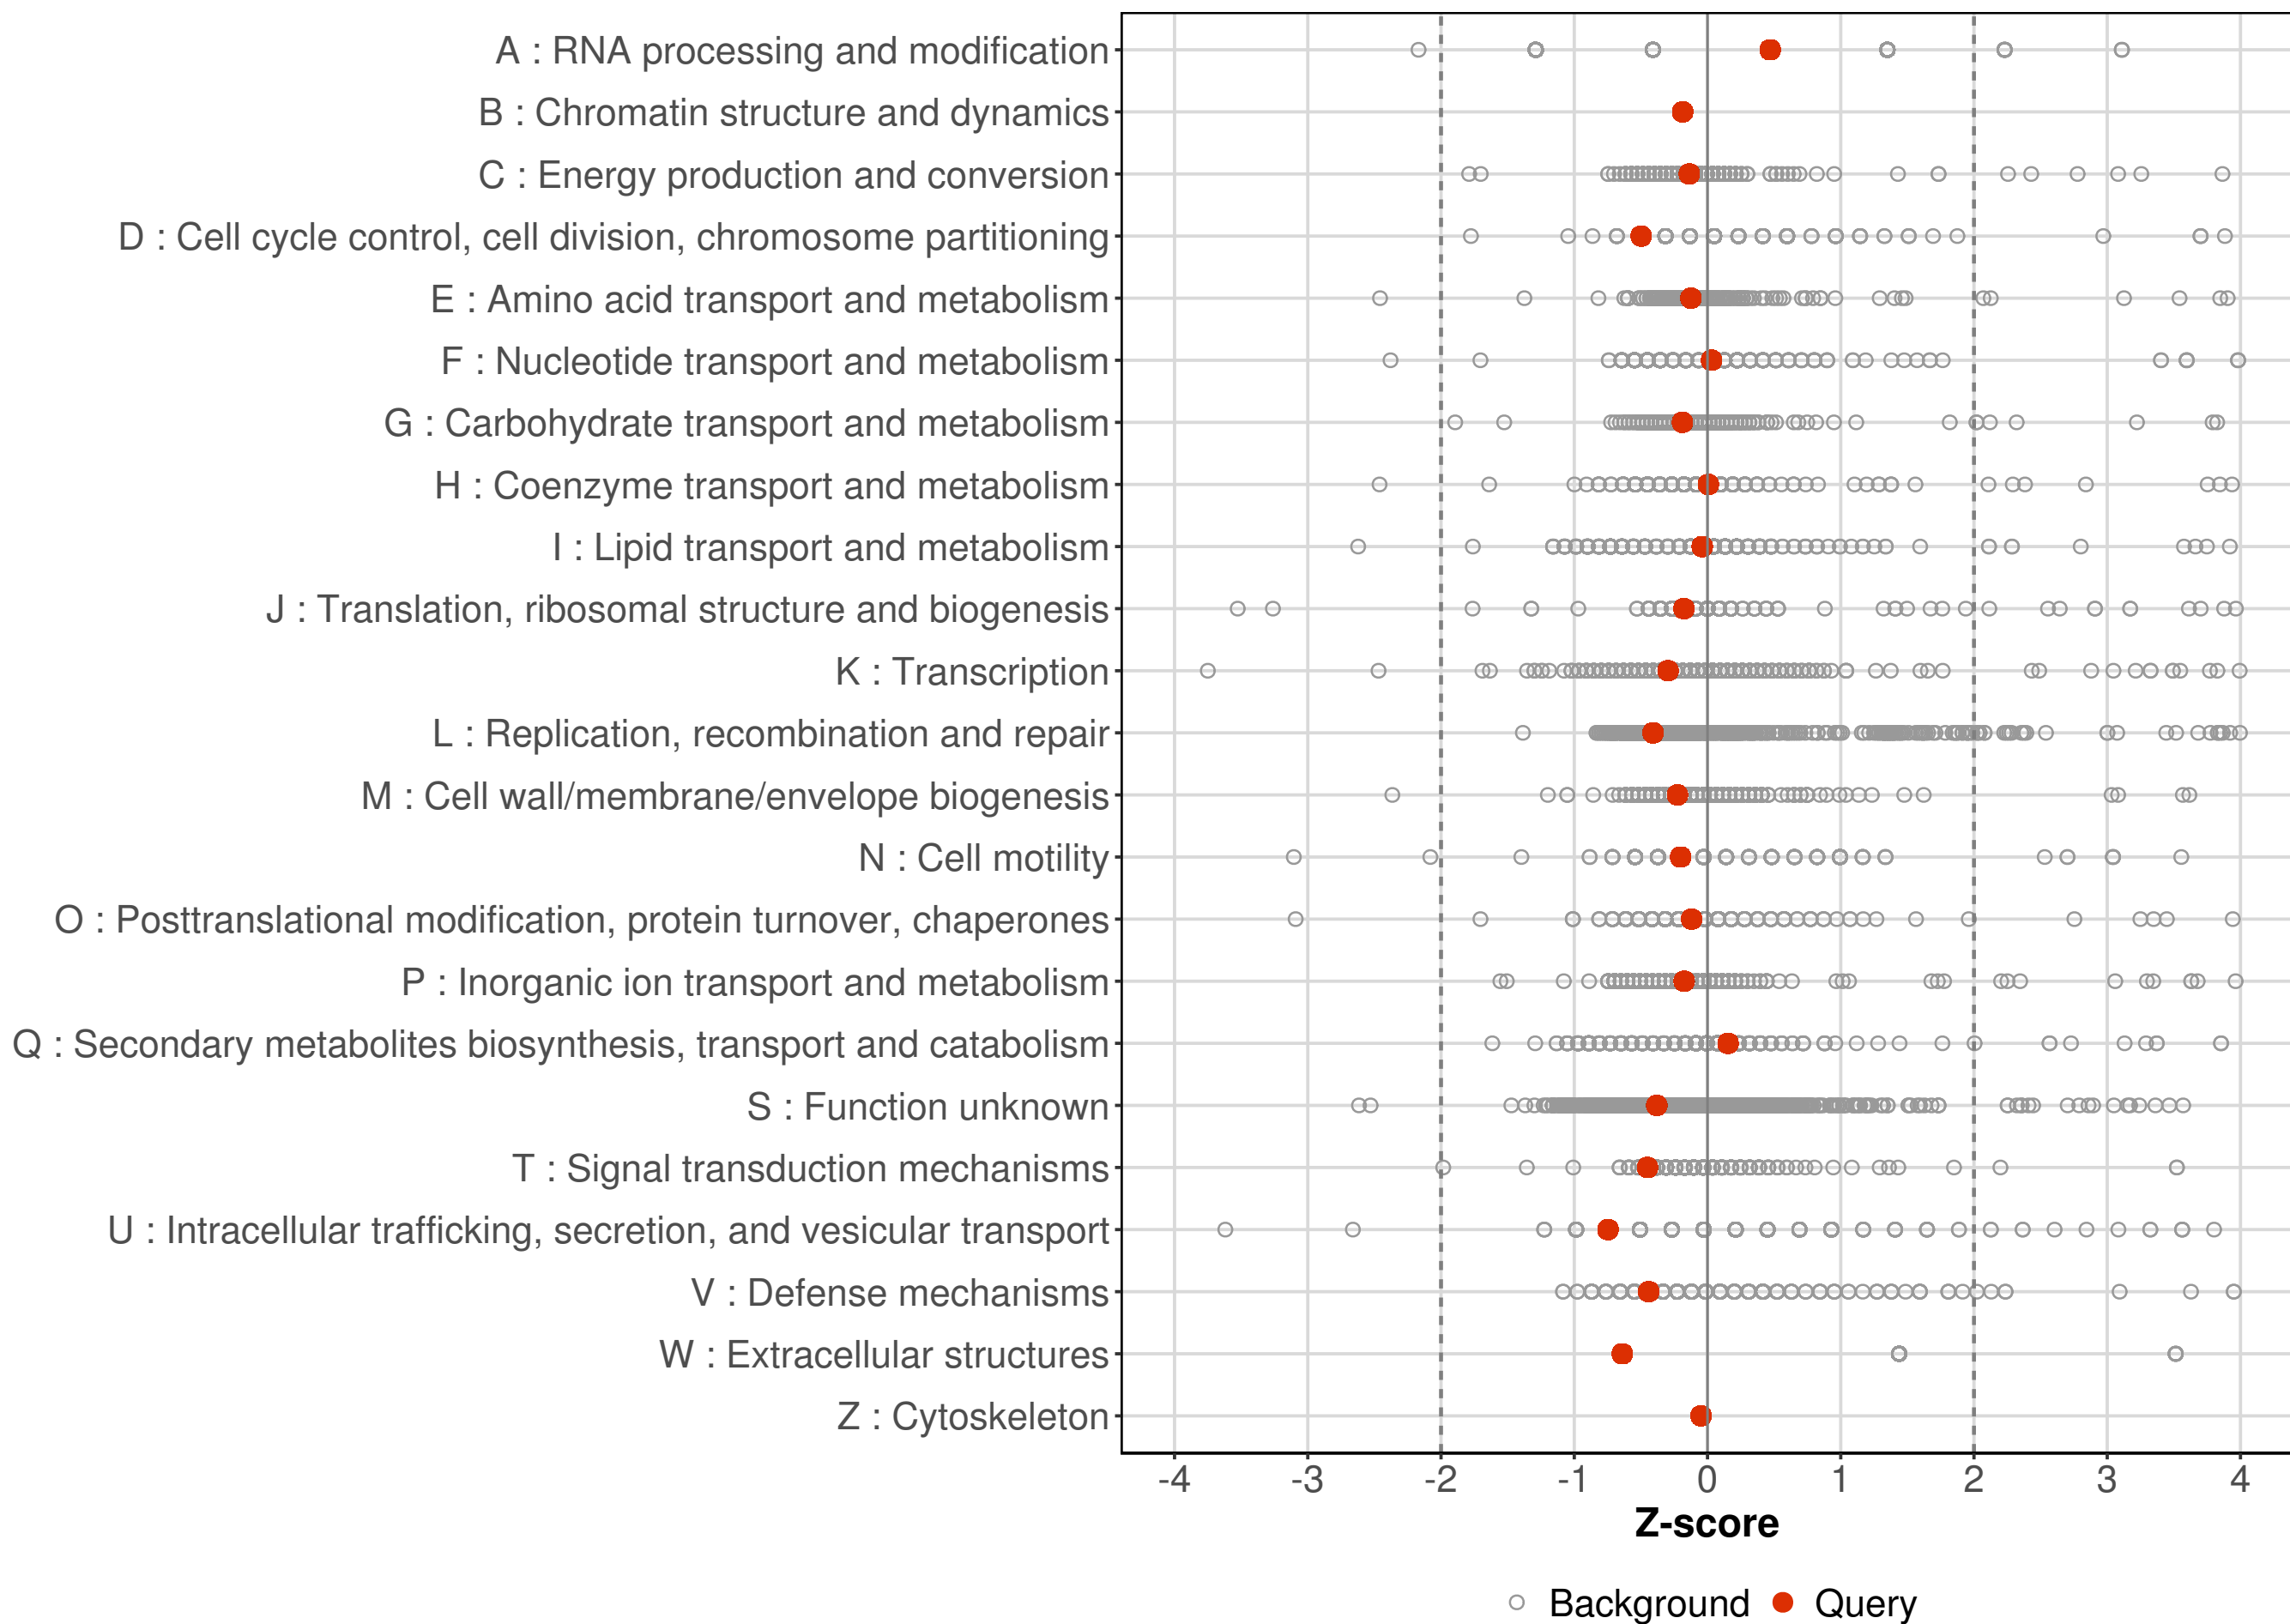 A : RNA processing and modification
B : Chromatin structure and dynamics
C : Energy production and conversion
D : Cell cycle control, cell division, chromosome partitioning
E : Amino acid transport and metabolism
F : Nucleotide transport and metabolism
G : Carbohydrate transport and metabolism
H : Coenzyme transport and metabolism
I : Lipid transport and metabolism
J : Translation, ribosomal structure and biogenesis
K : Transcription
L : Replication, recombination and repair
M : Cell wall/membrane/envelope biogenesis
N : Cell motility
O : Posttranslational modification, protein turnover, chaperones
P : Inorganic ion transport and metabolism
Q : Secondary metabolites biosynthesis, transport and catabolism
S : Function unknown
T : Signal transduction mechanisms
U : Intracellular trafficking, secretion, and vesicular transport
V : Defense mechanisms
W : Extracellular structures
Z : Cytoskeleton
-4 -3 -2 -1 0 1 2 3 4
Z-score
Background Query